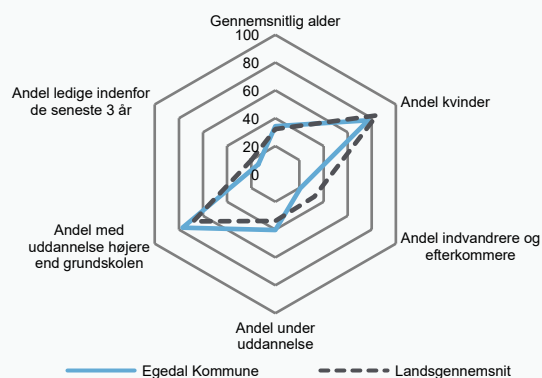 Gennemsnitlig alder
100
80
60
40
20
0
Andel kvinder
Andel indvandrere og
efterkommere
Andel under
uddannelse
Andel med
uddannelse højere
end grundskolen
Andel ledige indenfor
de seneste 3 år
Egedal Kommune
Landsgennemsnit